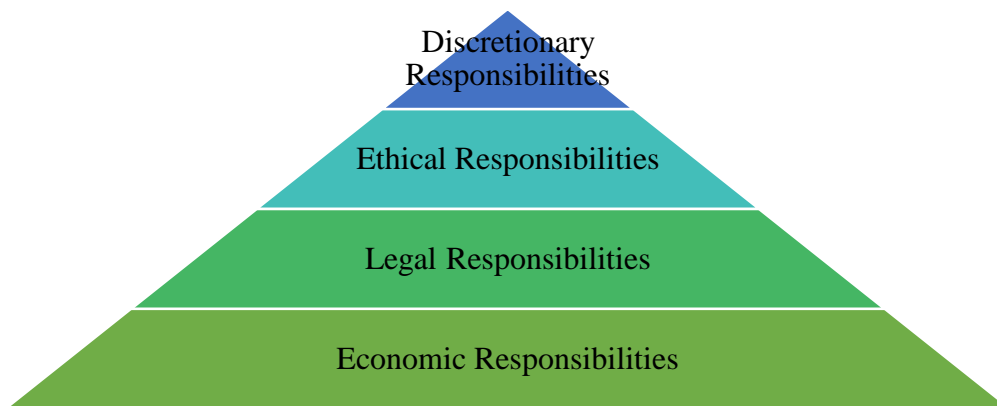 Discretionary
Responsibilities
Ethical Responsibilities
Legal Responsibilities
Economic Responsibilities